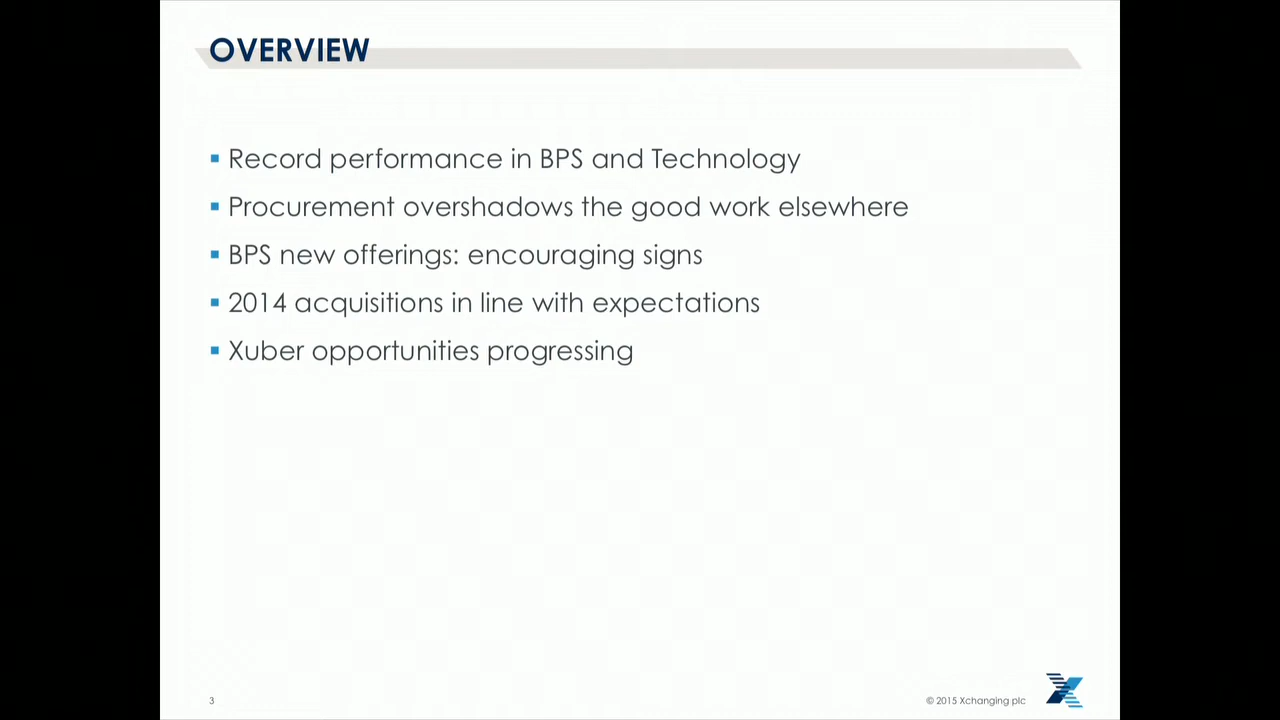 OVERVIEW
▪ Record performance in BPS and Technology
▪ Procurement overshadows the good work elsewhere
▪ BPS new offerings: encouraging signs
▪ 2014 acquisitions in line with expectations
▪ Xuber opportunities progressing
3
© 2015 Xchanging plc